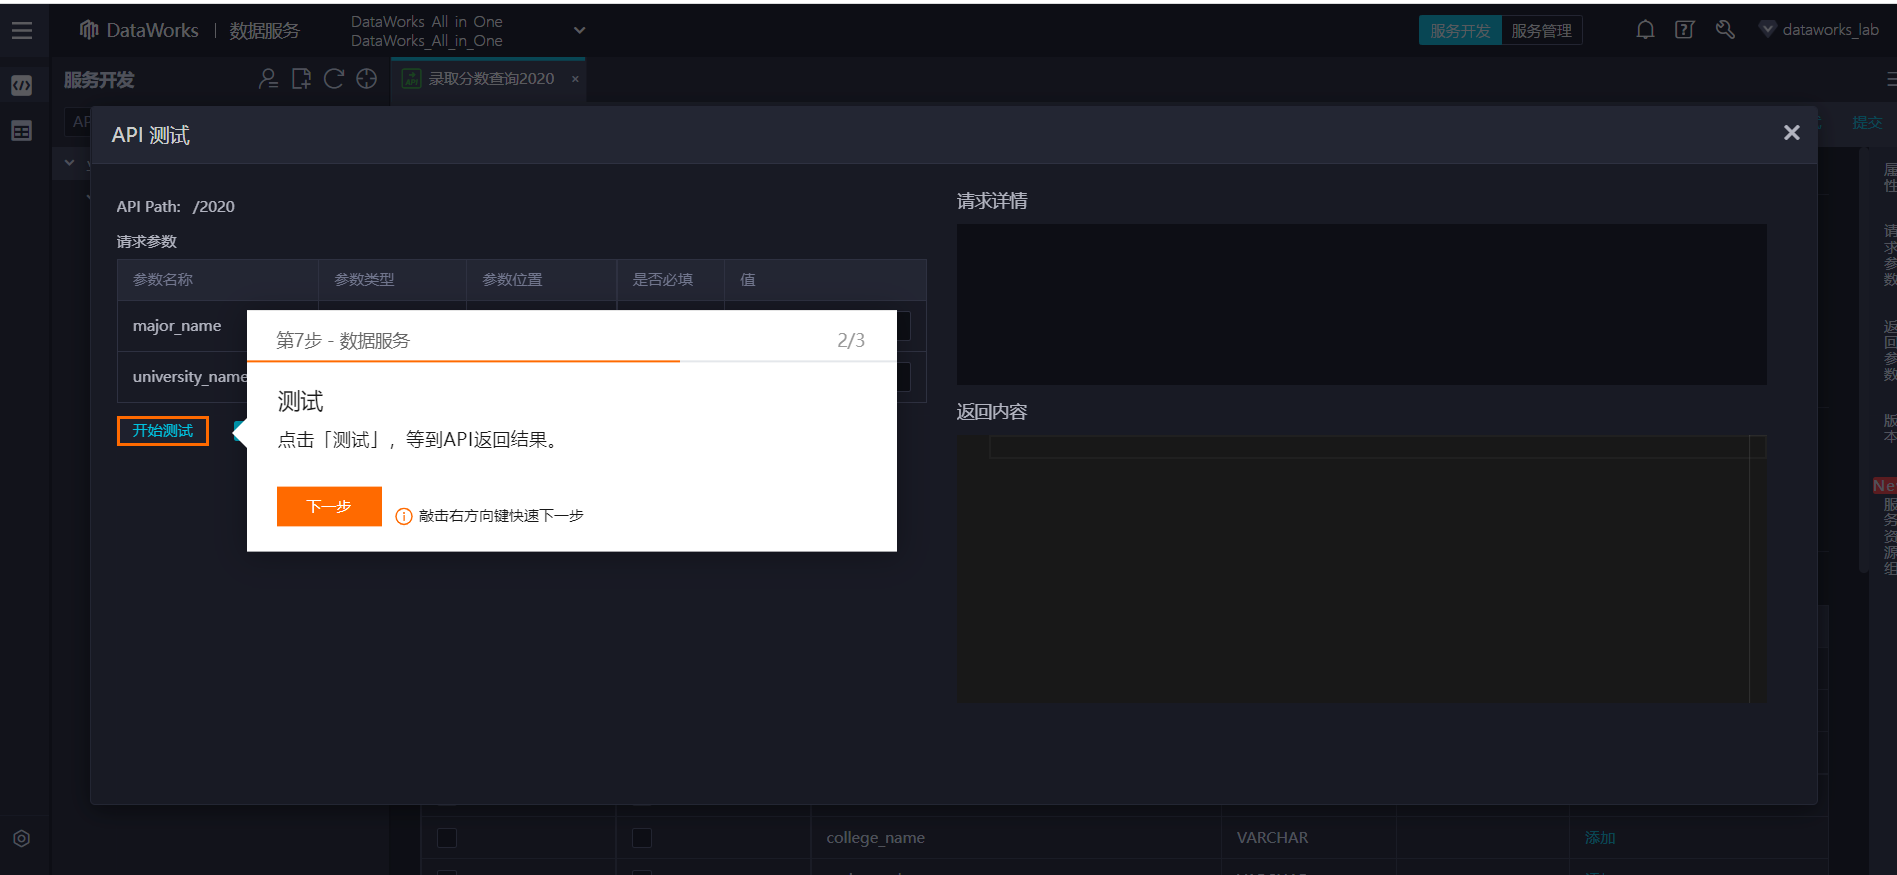 DataWorks | 数据服务
DataWorks All in One
DataWorks_All_in_One
服务开发
服务管理
dataworks_lab
服务开发
录取分数查询2020
×
提交
API 测试
API Path: /2020
请求参数
参数名称 参数类型 参数位置 是否必填 值
major_name
university_name
开始测试
第7步 - 数据服务
2/3
测试
点击「测试」，等到API返回结果。
下一步
敲击右方向键快速下一步
请求详情
返回内容
属性
请求参数
返回参数
版本
服务资源组
college_name VARCHAR 添加